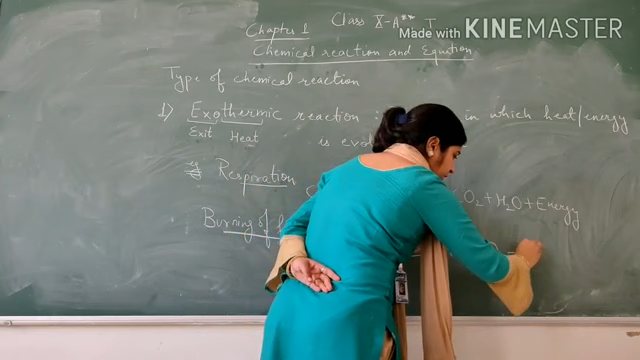 Chapter 1 Class X-A
Made with KINEMASTER
Chemical reaction and Equation
Type of chemical reaction
1) Exothermic reaction : in which heat/energy
Exit Heat is
eg Respiration O2 + H2O + Energy
Burning of